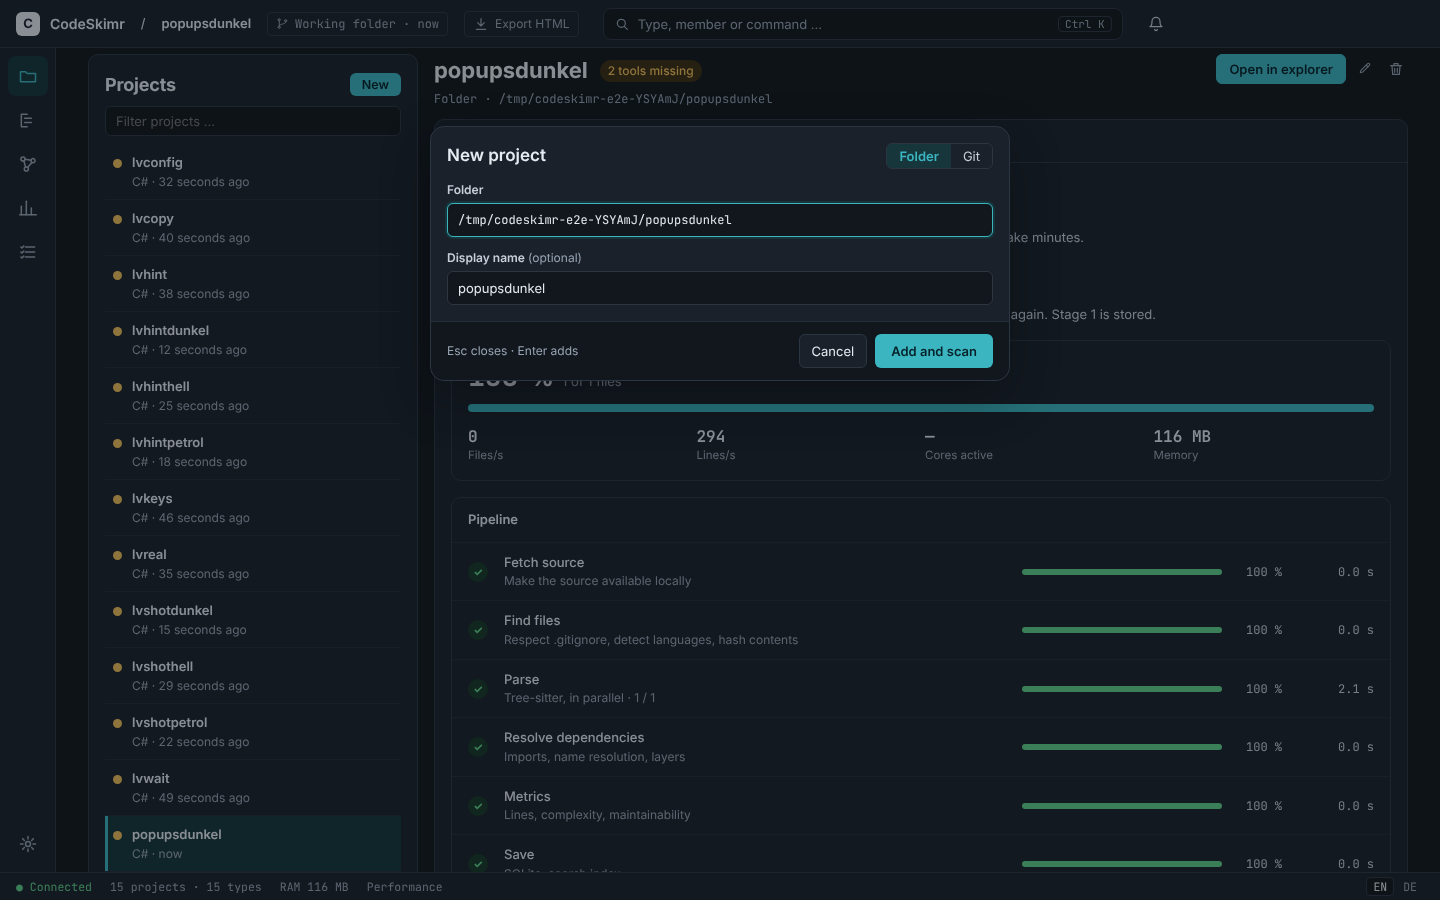 C CodeSkimr / popupsdunkel Working folder · now Export HTML Type, member or command ... Ctrl K
Projects New
Filter projects ...
lvconfig
C# · 32 seconds ago
lvcopy
C# · 40 seconds ago
lvhint
C# · 38 seconds ago
lvhintdunkel
C# · 12 seconds ago
lvhinthell
C# · 25 seconds ago
lvhintpetrol
C# · 18 seconds ago
lvkeys
C# · 46 seconds ago
lvreal
C# · 35 seconds ago
lvshotdunkel
C# · 15 seconds ago
lvshothell
C# · 29 seconds ago
lvshotpetrol
C# · 22 seconds ago
lvwait
C# · 49 seconds ago
popupsdunkel
C# · now
popupsdunkel 2 tools missing Open in explorer
Folder · /tmp/codeskimr-e2e-YSYAmJ/popupsdunkel
New project Folder Git
Folder
/tmp/codeskimr-e2e-YSYAmJ/popupsdunkel
Display name (optional)
popupsdunkel
Esc closes · Enter adds Cancel Add and scan
minutes.
again. Stage 1 is stored.
0 294 — 116 MB
Files/s Lines/s Cores active Memory
Pipeline
Fetch source
Make the source available locally 100 % 0.0 s
Find files
Respect .gitignore, detect languages, hash contents 100 % 0.0 s
Parse
Tree-sitter, in parallel · 1 / 1 100 % 2.1 s
Resolve dependencies
Imports, name resolution, layers 100 % 0.0 s
Metrics
Lines, complexity, maintainability 100 % 0.0 s
Save 100 % 0.0 s
Connected 15 projects · 15 types RAM 116 MB Performance EN DE